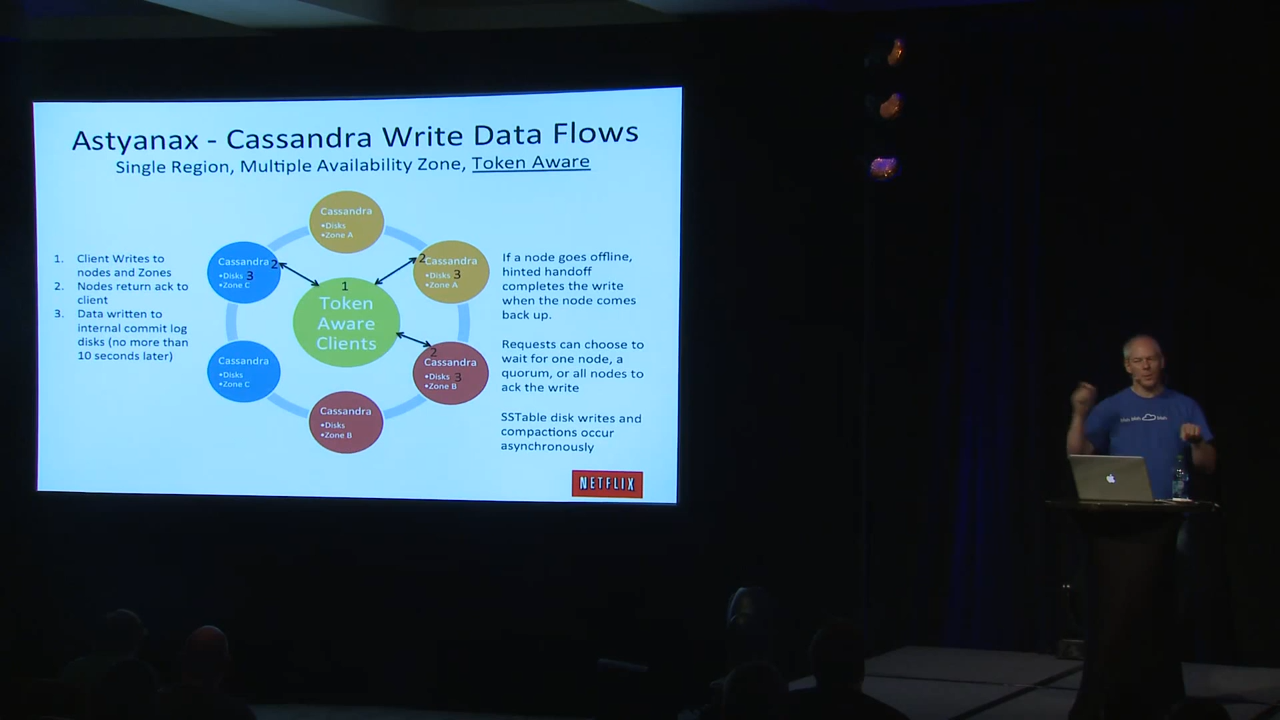 Astyanax - Cassandra Write Data Flows
Single Region, Multiple Availability Zone, Token Aware
1. Client Writes to
nodes and Zones
2. Nodes return ack to
client
3. Data written to
internal commit log
disks (no more than
10 seconds later)
Cassandra
•Disks
•Zone A
Cassandra 2
•Disks 3
•Zone C
2 Cassandra
•Disks 3
•Zone A
1
Token
Aware
Clients
Cassandra
•Disks
•Zone C
2
Cassandra
•Disks 3
•Zone B
Cassandra
•Disks
•Zone B
If a node goes offline,
hinted handoff
completes the write
when the node comes
back up.
Requests can choose to
wait for one node, a
quorum, or all nodes to
ack the write
SSTable disk writes and
compactions occur
asynchronously
NETFLIX
blah blah blah